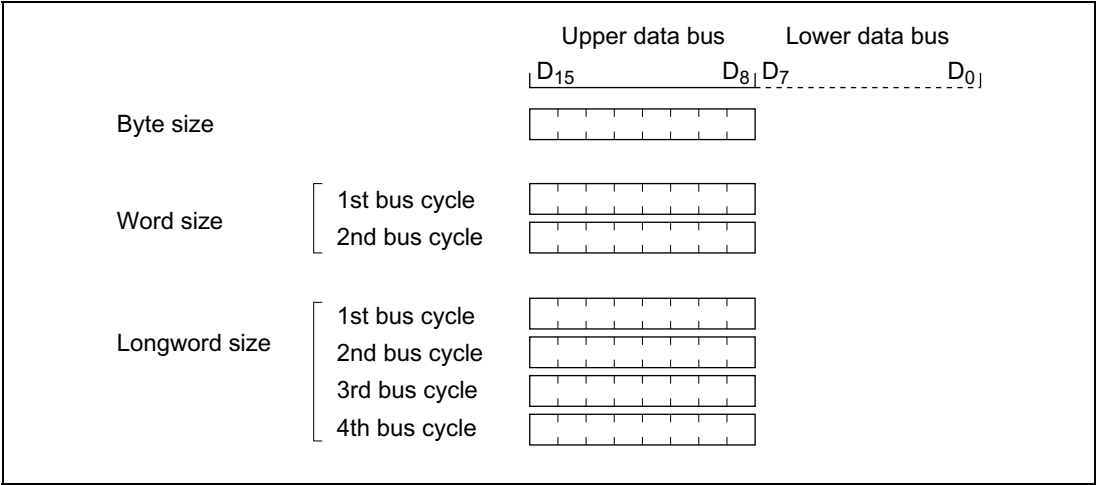 Upper data bus Lower data bus
D15 D8 D7 D0
Byte size
Word size
1st bus cycle
2nd bus cycle
Longword size
1st bus cycle
2nd bus cycle
3rd bus cycle
4th bus cycle